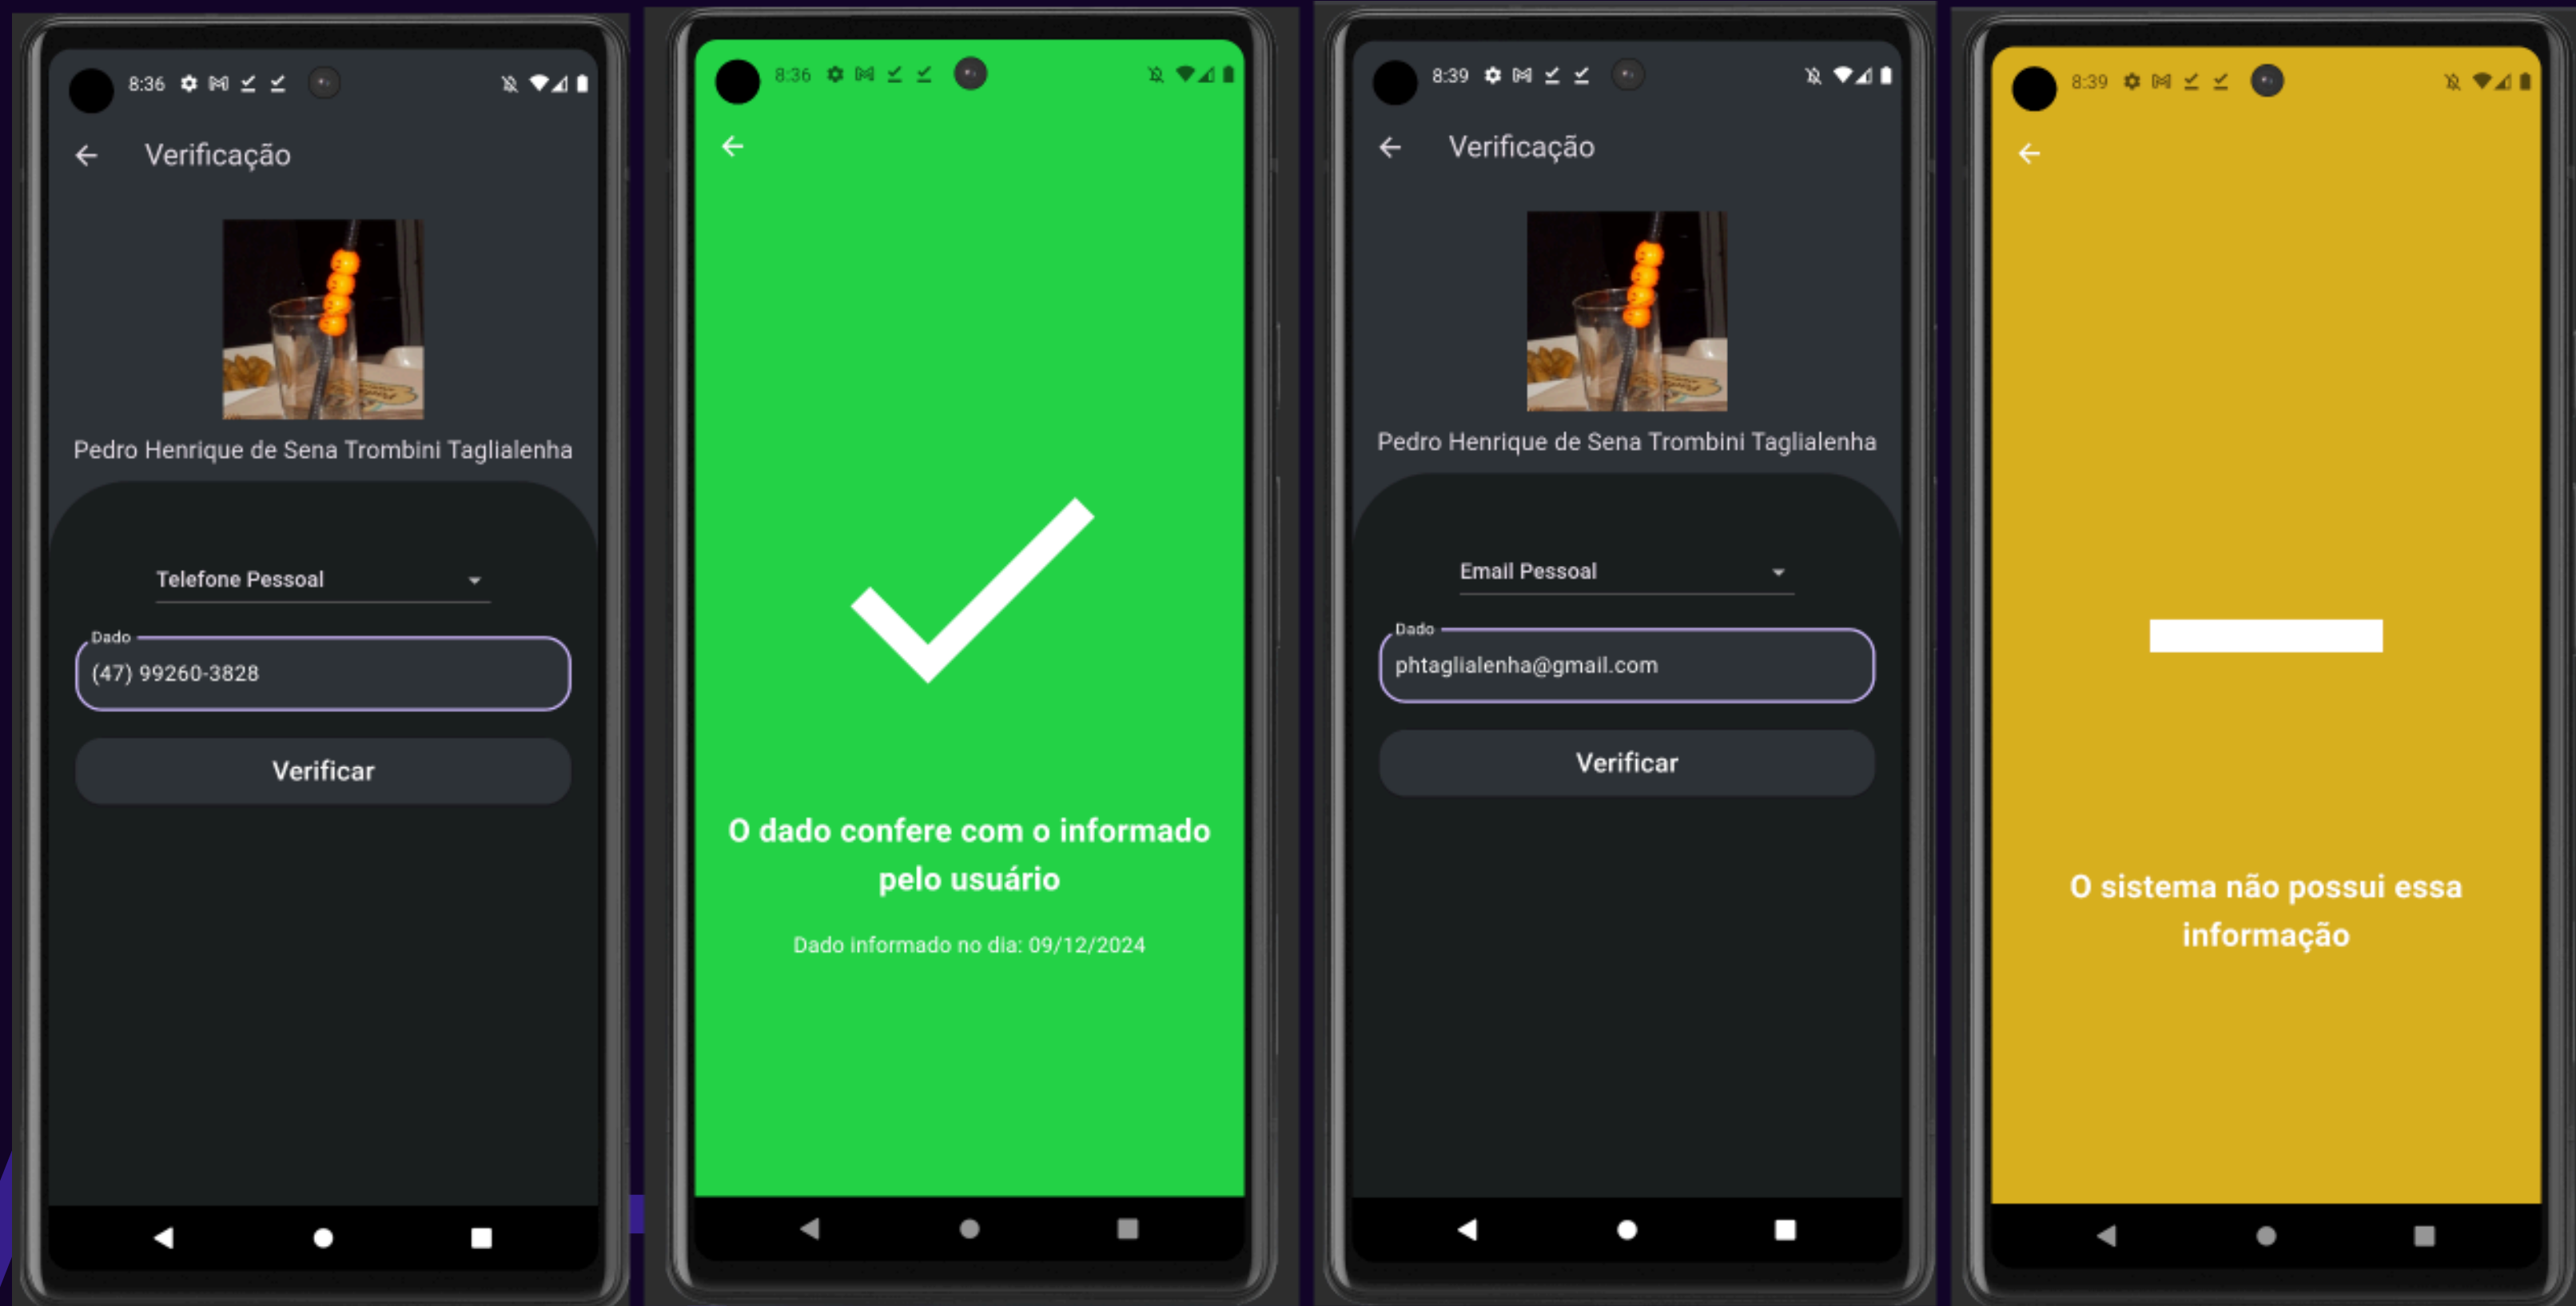 8:36
Verificação
Pedro Henrique de Sena Trombini Taglialenha
Telefone Pessoal
Dado
(47) 99260-3828
Verificar
8:36
O dado confere com o informado
pelo usuário
Dado informado no dia: 09/12/2024
8:39
Verificação
Pedro Henrique de Sena Trombini Taglialenha
Email Pessoal
Dado
phtaglialenha@gmail.com
Verificar
8:39
O sistema não possui essa
informação